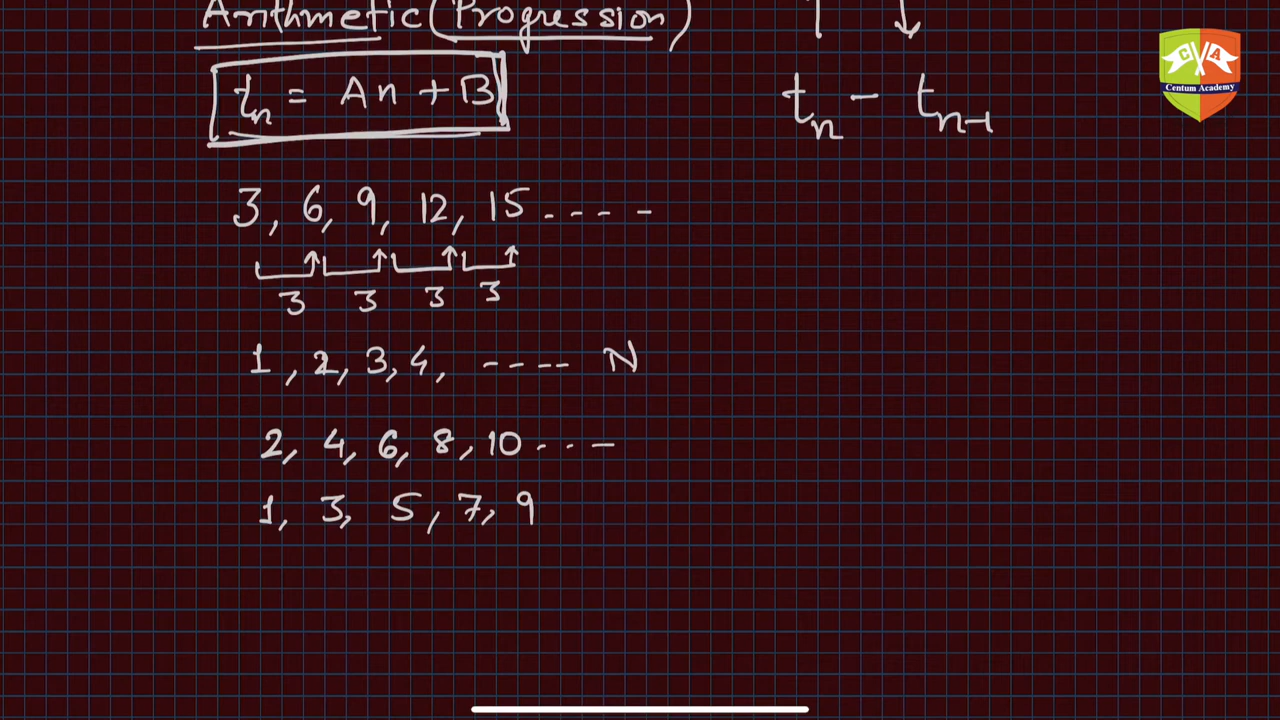 Arithmetic (Progression)
tn = An + B
tn - tn-1
C A
Centum Academy
3, 6, 9, 12, 15 - - - -
3 3 3 3
1, 2, 3, 4, - - - - N
2, 4, 6, 8, 10 - - -
1, 3, 5, 7, 9